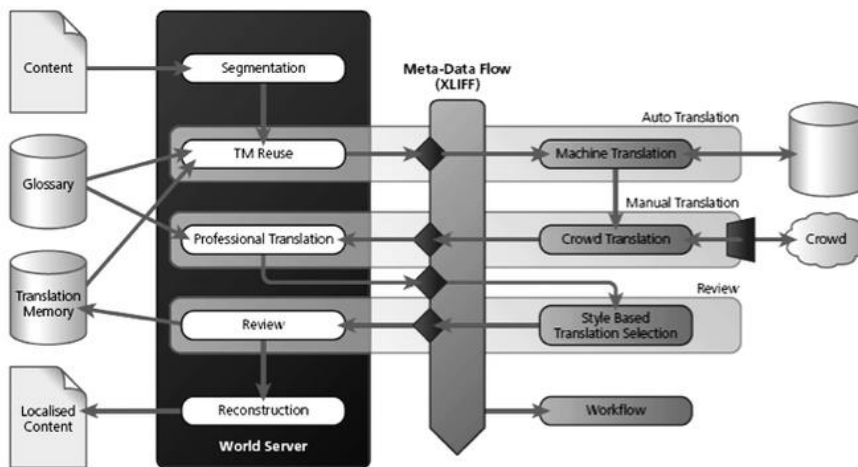 Content
Segmentation
Meta-Data Flow
(XLIFF)
Auto Translation
Glossary
TM Reuse
Machine Translation
Manual Translation
Professional Translation
Crowd Translation
Crowd
Translation
Memory
Review
Review
Style Based
Translation Selection
Localised
Content
Reconstruction
Workflow
World Server